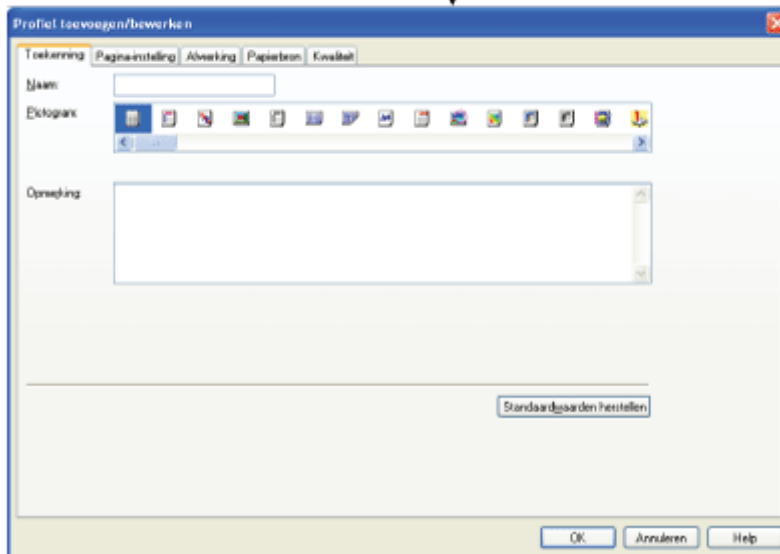 Profiel toevoegen/bewerken
Toekenning Pagina-instelling Afwerking Papierbron Kwaliteit
Naam:
Pictogram:
Opmerking:
Standaardwaarden herstellen
OK Annuleren Help